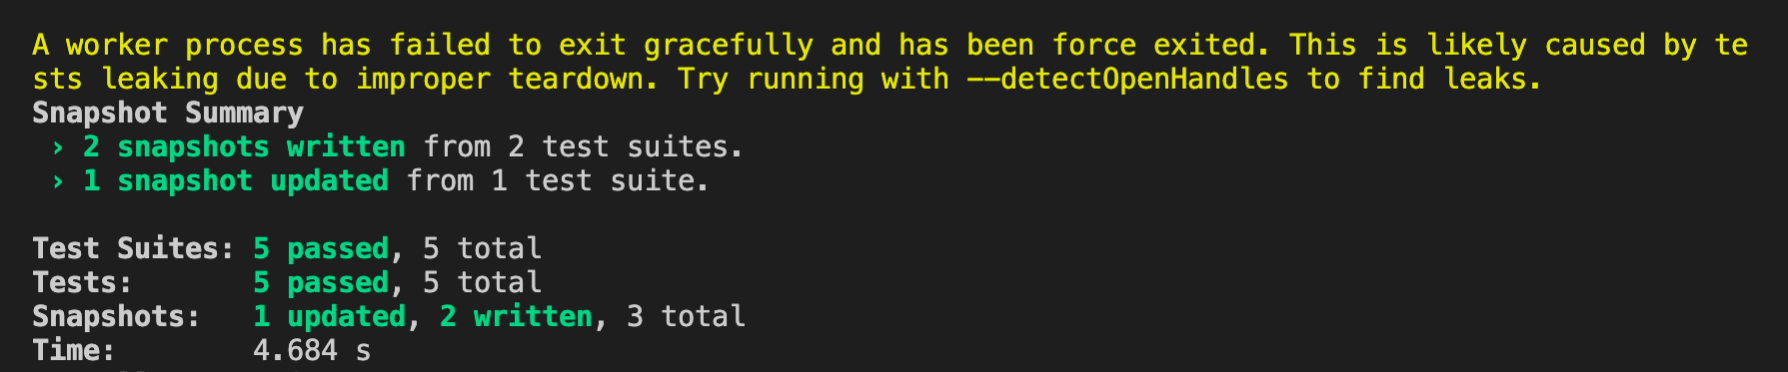 A worker process has failed to exit gracefully and has been force exited. This is likely caused by te
sts leaking due to improper teardown. Try running with --detectOpenHandles to find leaks.
Snapshot Summary
› 2 snapshots written from 2 test suites.
› 1 snapshot updated from 1 test suite.
Test Suites: 5 passed, 5 total
Tests: 5 passed, 5 total
Snapshots: 1 updated, 2 written, 3 total
Time: 4.684 s